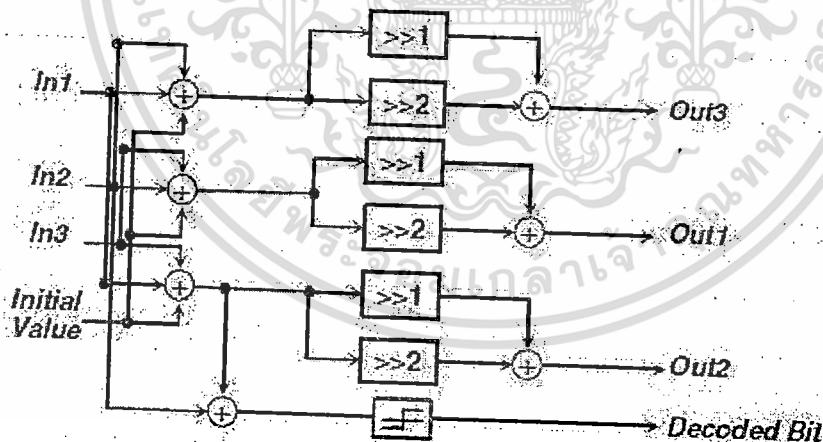 >>1
In1
>>2
Out3
>>1
In2
>>2
Out1
In3
>>1
Initial
Value
>>2
Out2
Decoded Bit